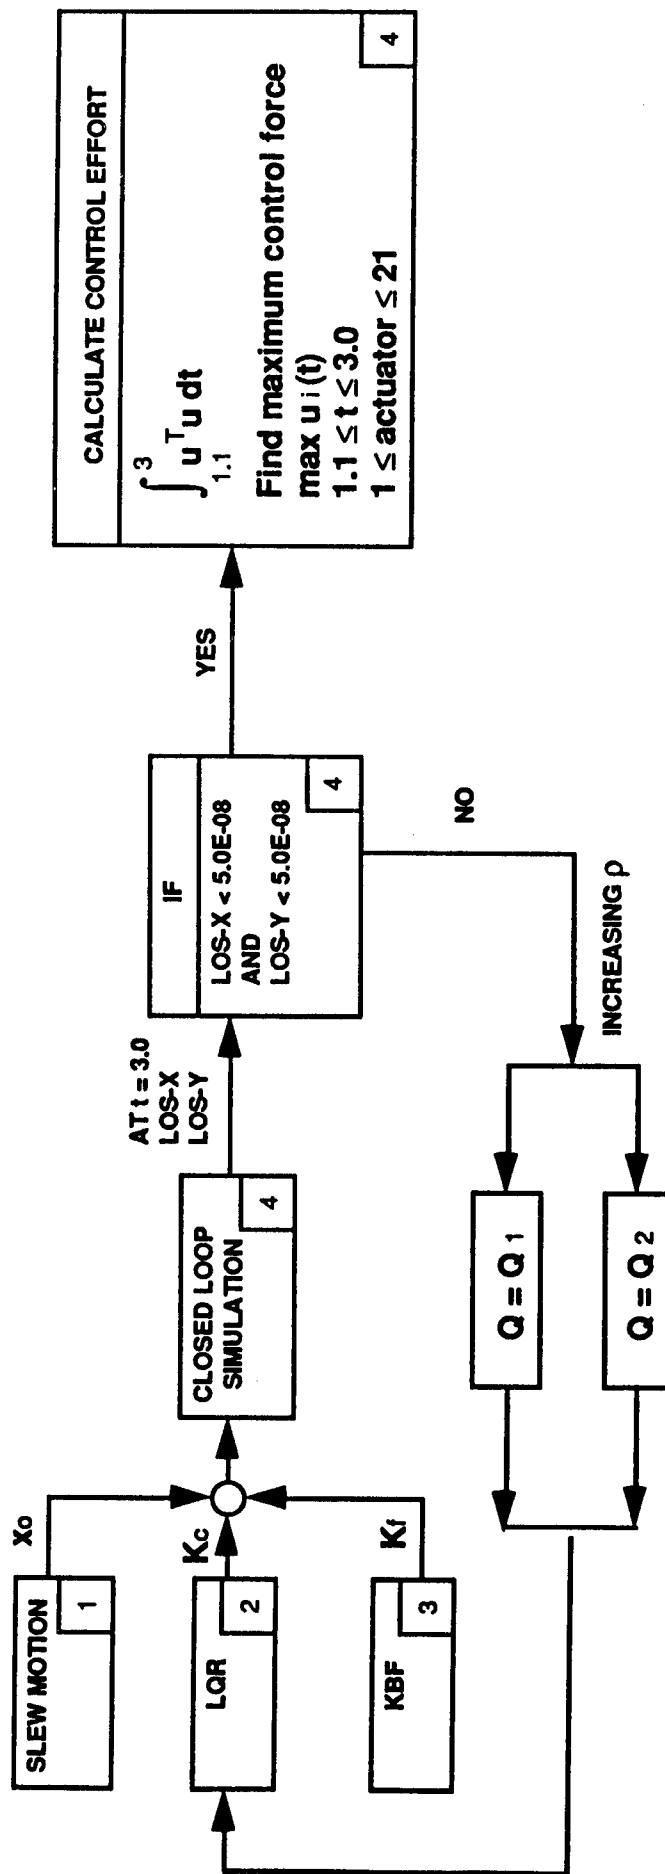 SLEW MOTION
1
Xo
LQR
2
Kc
KBF
3
Kf
CLOSED LOOP
SIMULATION
4
AT t = 3.0
LOS-X
LOS-Y
IF
LOS-X < 5.0E-08
AND
LOS-Y < 5.0E-08
4
YES
NO
CALCULATE CONTROL EFFORT
∫ 3 1.1 uᵀu dt
Find maximum control force
max u i (t)
1.1 ≤ t ≤ 3.0
1 ≤ actuator ≤ 21
4
INCREASING ρ
Q = Q 1
Q = Q 2